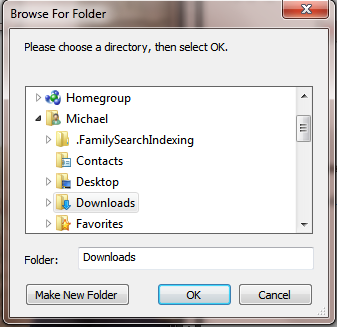 Browse For Folder
Please choose a directory, then select OK.
Homegroup
Michael
.FamilySearchIndexing
Contacts
Desktop
Downloads
Favorites
Folder: Downloads
Make New Folder OK Cancel